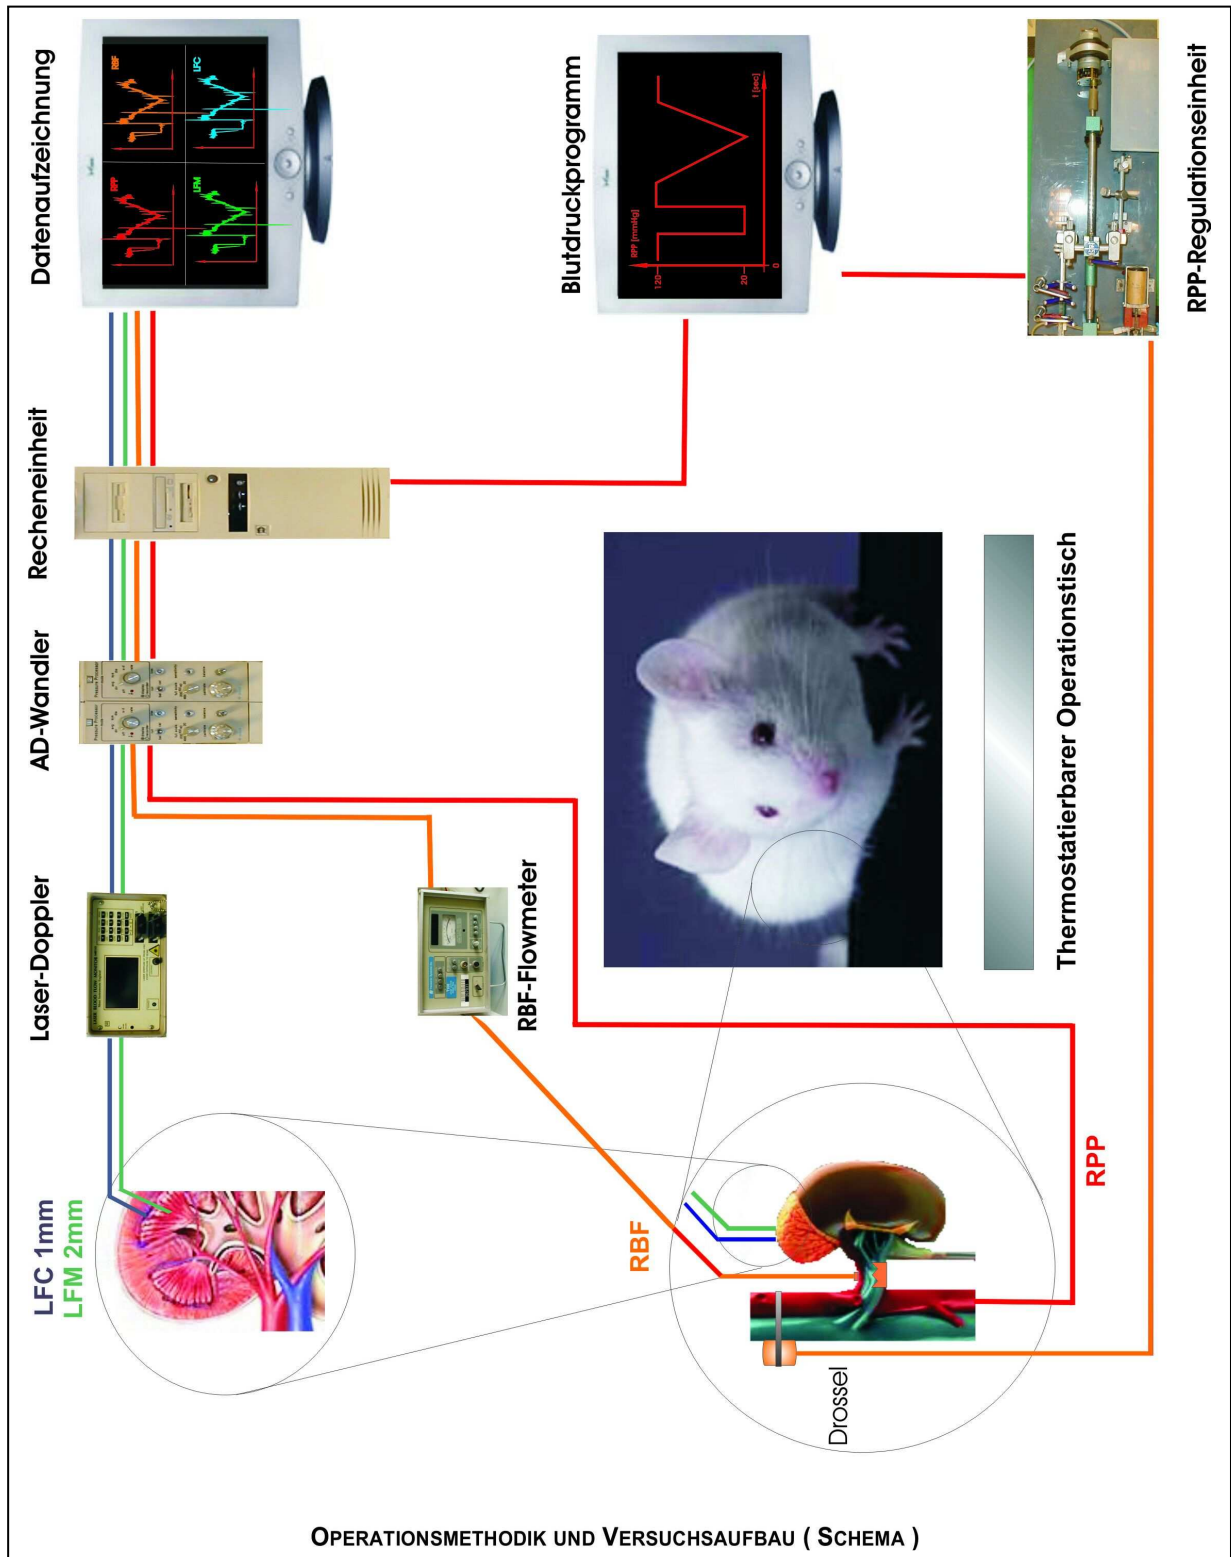 Datenaufzeichnung
RPP
RBF
LFM
LFC
Recheneinheit
AD-Wandler
Laser-Doppler
LFC 1mm
LFM 2mm
RBF-Flowmeter
RBF
Blutdruckprogramm
RPP [mmHg]
120
20
0
t [sec]
RPP-Regulationseinheit
Thermostatierbarer Operationstisch
RPP
Drossel
OPERATIONSMETHODIK UND VERSUCHSAUFBAU ( SCHEMA )